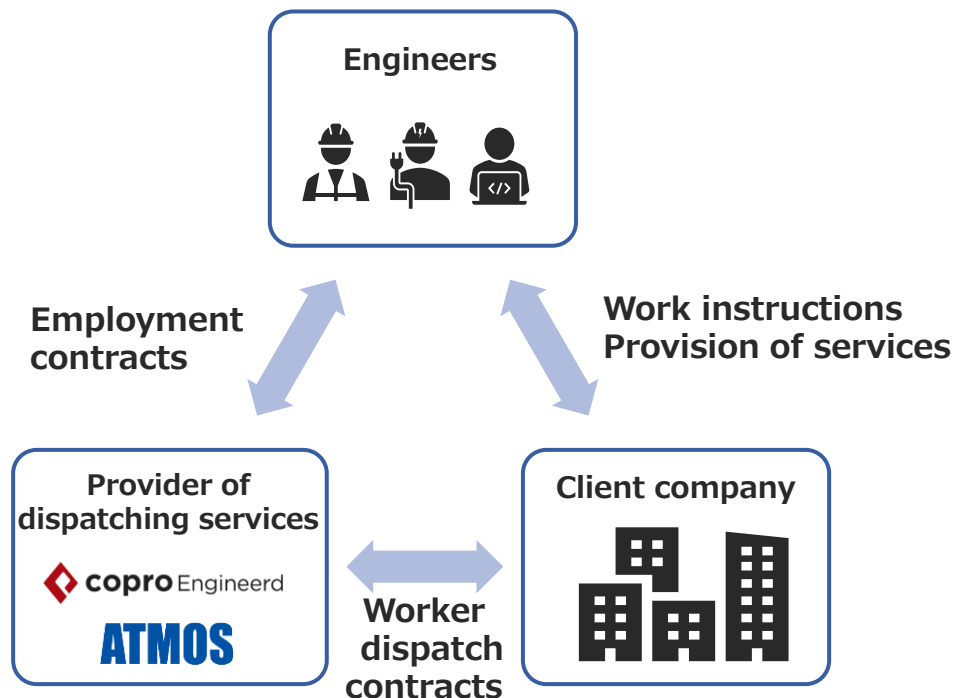 Engineers
</>
Employment
contracts
Work instructions
Provision of services
Provider of
dispatching services
copro Engineerd
ATMOS
Worker
dispatch
contracts
Client company